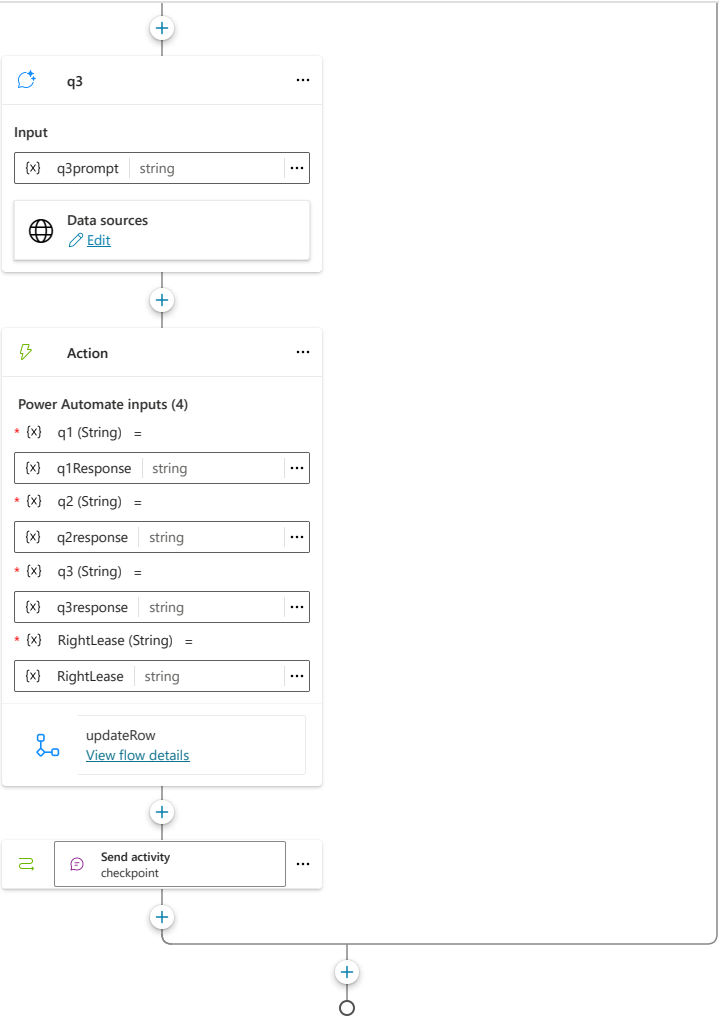 q3
Input
{x} q3prompt string
Data sources
Edit
Action
Power Automate inputs (4)
* {x} q1 (String) =
{x} q1Response string
* {x} q2 (String) =
{x} q2response string
* {x} q3 (String) =
{x} q3response string
* {x} RightLease (String) =
{x} RightLease string
updateRow
View flow details
Send activity
checkpoint